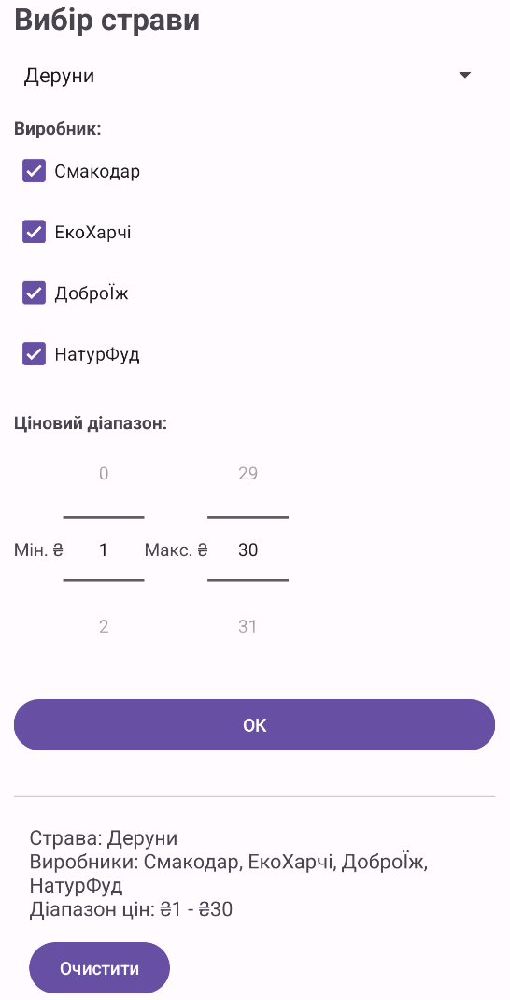 Вибір страви
Деруни
Виробник:
Смакодар
ЕкоХарчі
ДоброЇж
НатурФуд
Ціновий діапазон:
0 29
Мін. ₴ 1 Макс. ₴ 30
2 31
ОК
Страва: Деруни
Виробники: Смакодар, ЕкоХарчі, ДоброЇж,
НатурФуд
Діапазон цін: ₴1 - ₴30
Очистити